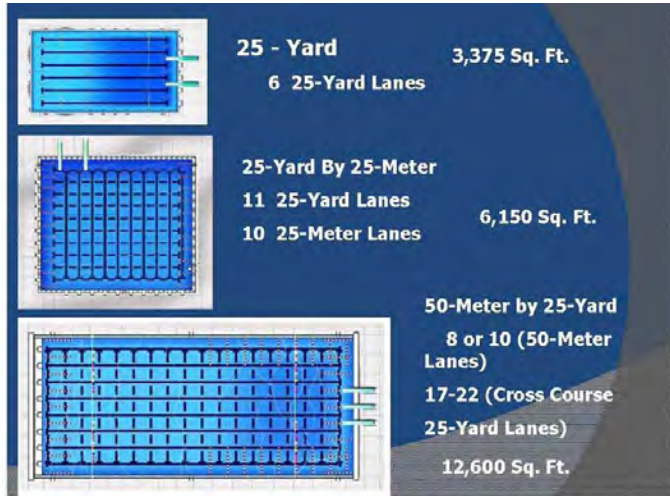 25 - Yard
3,375 Sq. Ft.
6 25-Yard Lanes
25-Yard By 25-Meter
11 25-Yard Lanes
6,150 Sq. Ft.
10 25-Meter Lanes
50-Meter by 25-Yard
8 or 10 (50-Meter
Lanes)
17-22 (Cross Course
25-Yard Lanes)
12,600 Sq. Ft.